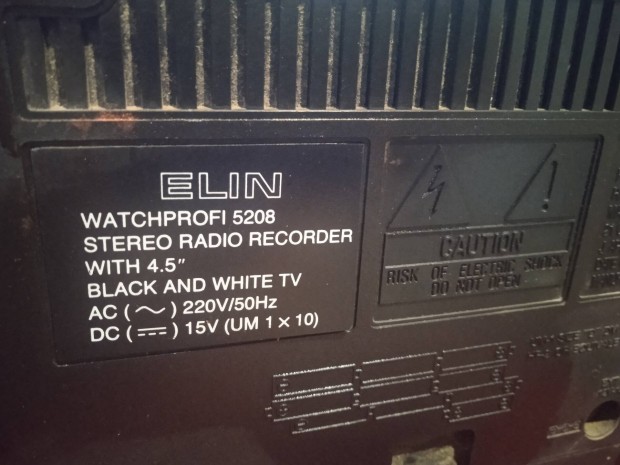 ELIN
WATCHPROFI 5208
STEREO RADIO RECORDER
WITH 4.5"
BLACK AND WHITE TV
AC ( ~ ) 220V/50Hz
DC ( ⎓ ) 15V (UM 1 × 10)
CAUTION
RISK OF ELECTRIC SHOCK
DO NOT OPEN